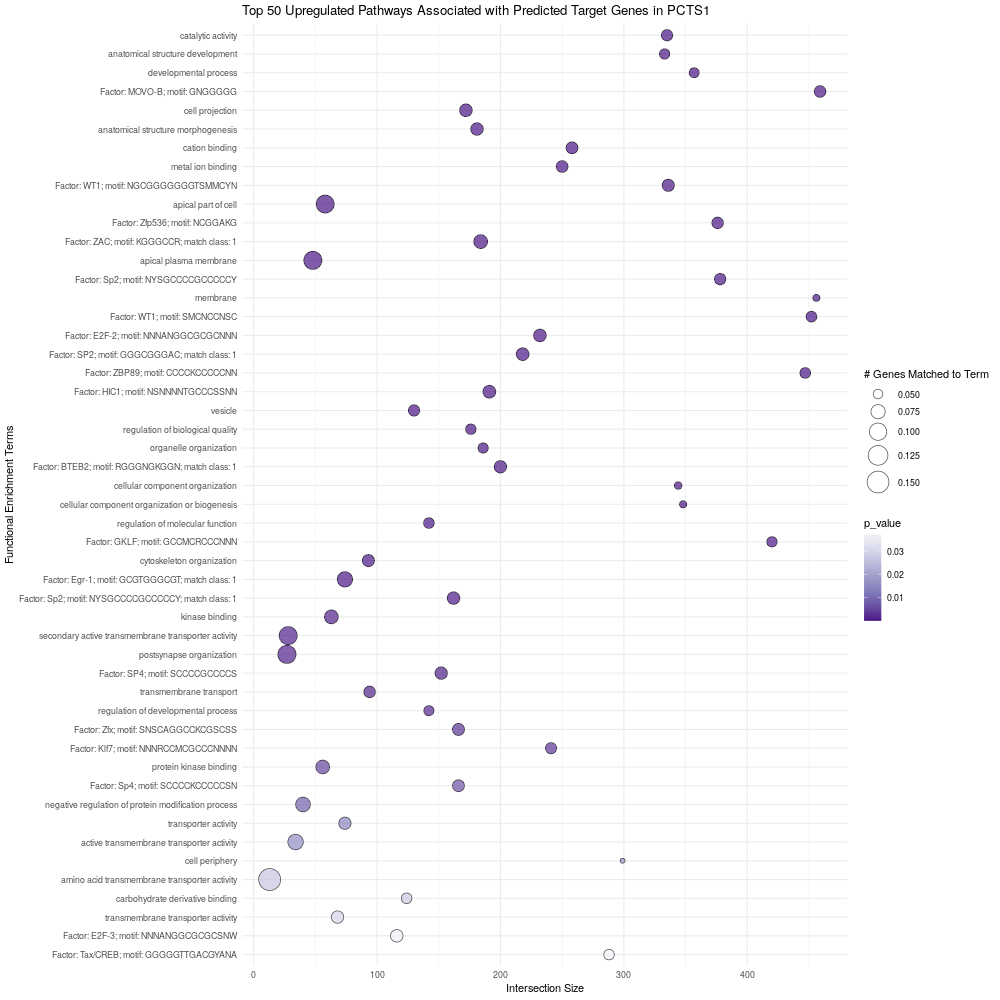 Top 50 Upregulated Pathways Associated with Predicted Target Genes in PCTS1
Functional Enrichment Terms
catalytic activity
anatomical structure development
developmental process
Factor: MOVO-B; motif: GNGGGGG
cell projection
anatomical structure morphogenesis
cation binding
metal ion binding
Factor: WT1; motif: NGCGGGGGGGTSMMCYN
apical part of cell
Factor: Zfp536; motif: NCGGAKG
Factor: ZAC; motif: KGGGCCR; match class: 1
apical plasma membrane
Factor: Sp2; motif: NYSGCCCCGCCCCCY
membrane
Factor: WT1; motif: SMCNCCNSC
Factor: E2F-2; motif: NNNANGGCGCGCNNN
Factor: SP2; motif: GGGCGGGAC; match class: 1
Factor: ZBP89; motif: CCCCKCCCCCNN
Factor: HIC1; motif: NSNNNNTGCCCSSNN
vesicle
regulation of biological quality
organelle organization
Factor: BTEB2; motif: RGGGNGKGGN; match class: 1
cellular component organization
cellular component organization or biogenesis
regulation of molecular function
Factor: GKLF; motif: GCCMCRCCCNNN
cytoskeleton organization
Factor: Egr-1; motif: GCGTGGGCGT; match class: 1
Factor: Sp2; motif: NYSGCCCCGCCCCCY; match class: 1
kinase binding
secondary active transmembrane transporter activity
postsynapse organization
Factor: SP4; motif: SCCCCGCCCCS
transmembrane transport
regulation of developmental process
Factor: Zfx; motif: SNSCAGGCCKCGSCSS
Factor: Klf7; motif: NNNRCCMCGCCCNNNN
protein kinase binding
Factor: Sp4; motif: SCCCCKCCCCCSN
negative regulation of protein modification process
transporter activity
active transmembrane transporter activity
cell periphery
amino acid transmembrane transporter activity
carbohydrate derivative binding
transmembrane transporter activity
Factor: E2F-3; motif: NNNANGGCGCGCSNW
Factor: Tax/CREB; motif: GGGGGTTGACGYANA
0 100 200 300 400
Intersection Size
# Genes Matched to Term
0.050
0.075
0.100
0.125
0.150
p_value
0.03
0.02
0.01